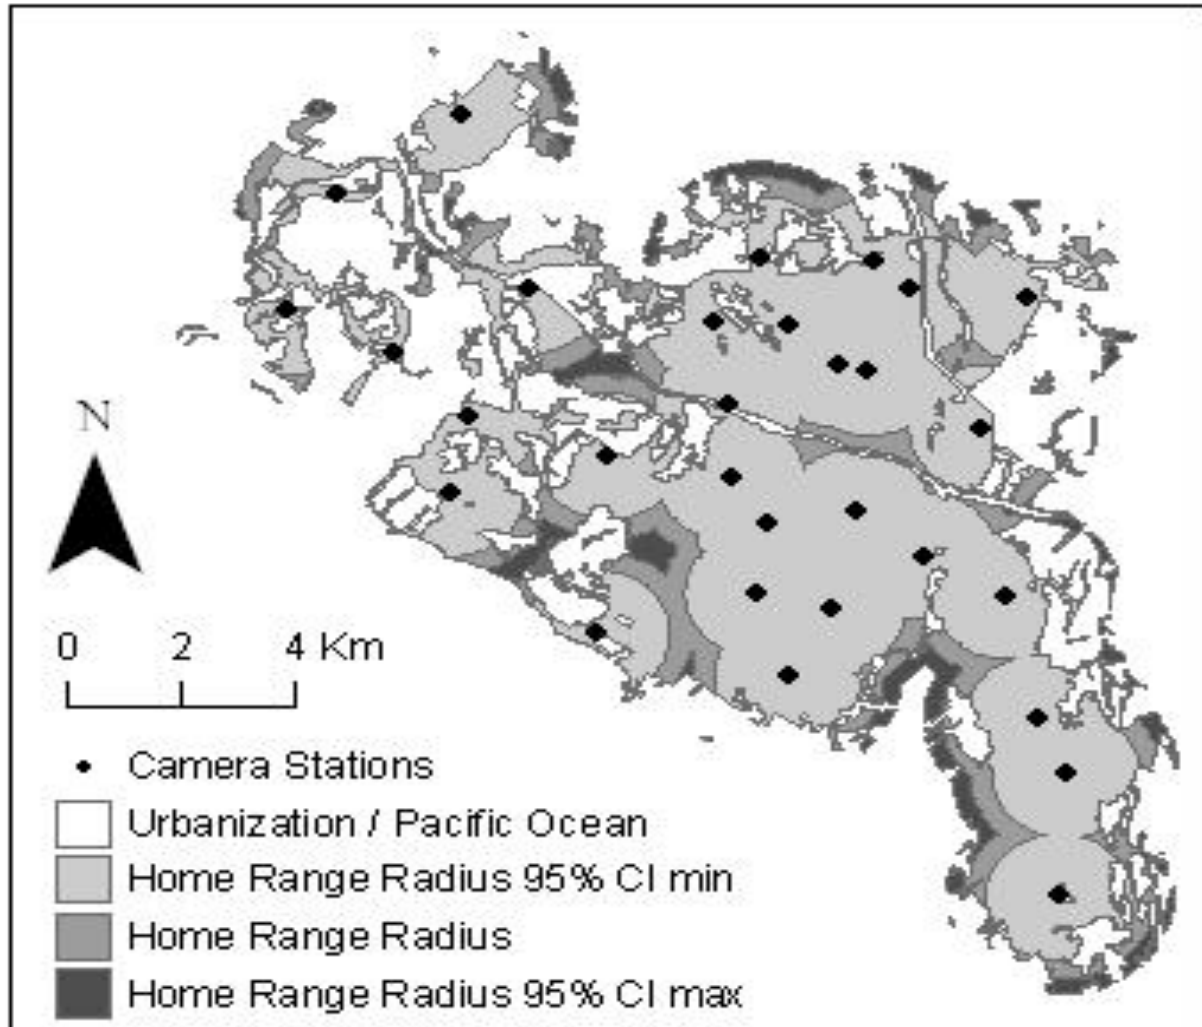 N
0 2 4 Km
Camera Stations
Urbanization / Pacific Ocean
Home Range Radius 95% CI min
Home Range Radius
Home Range Radius 95% CI max